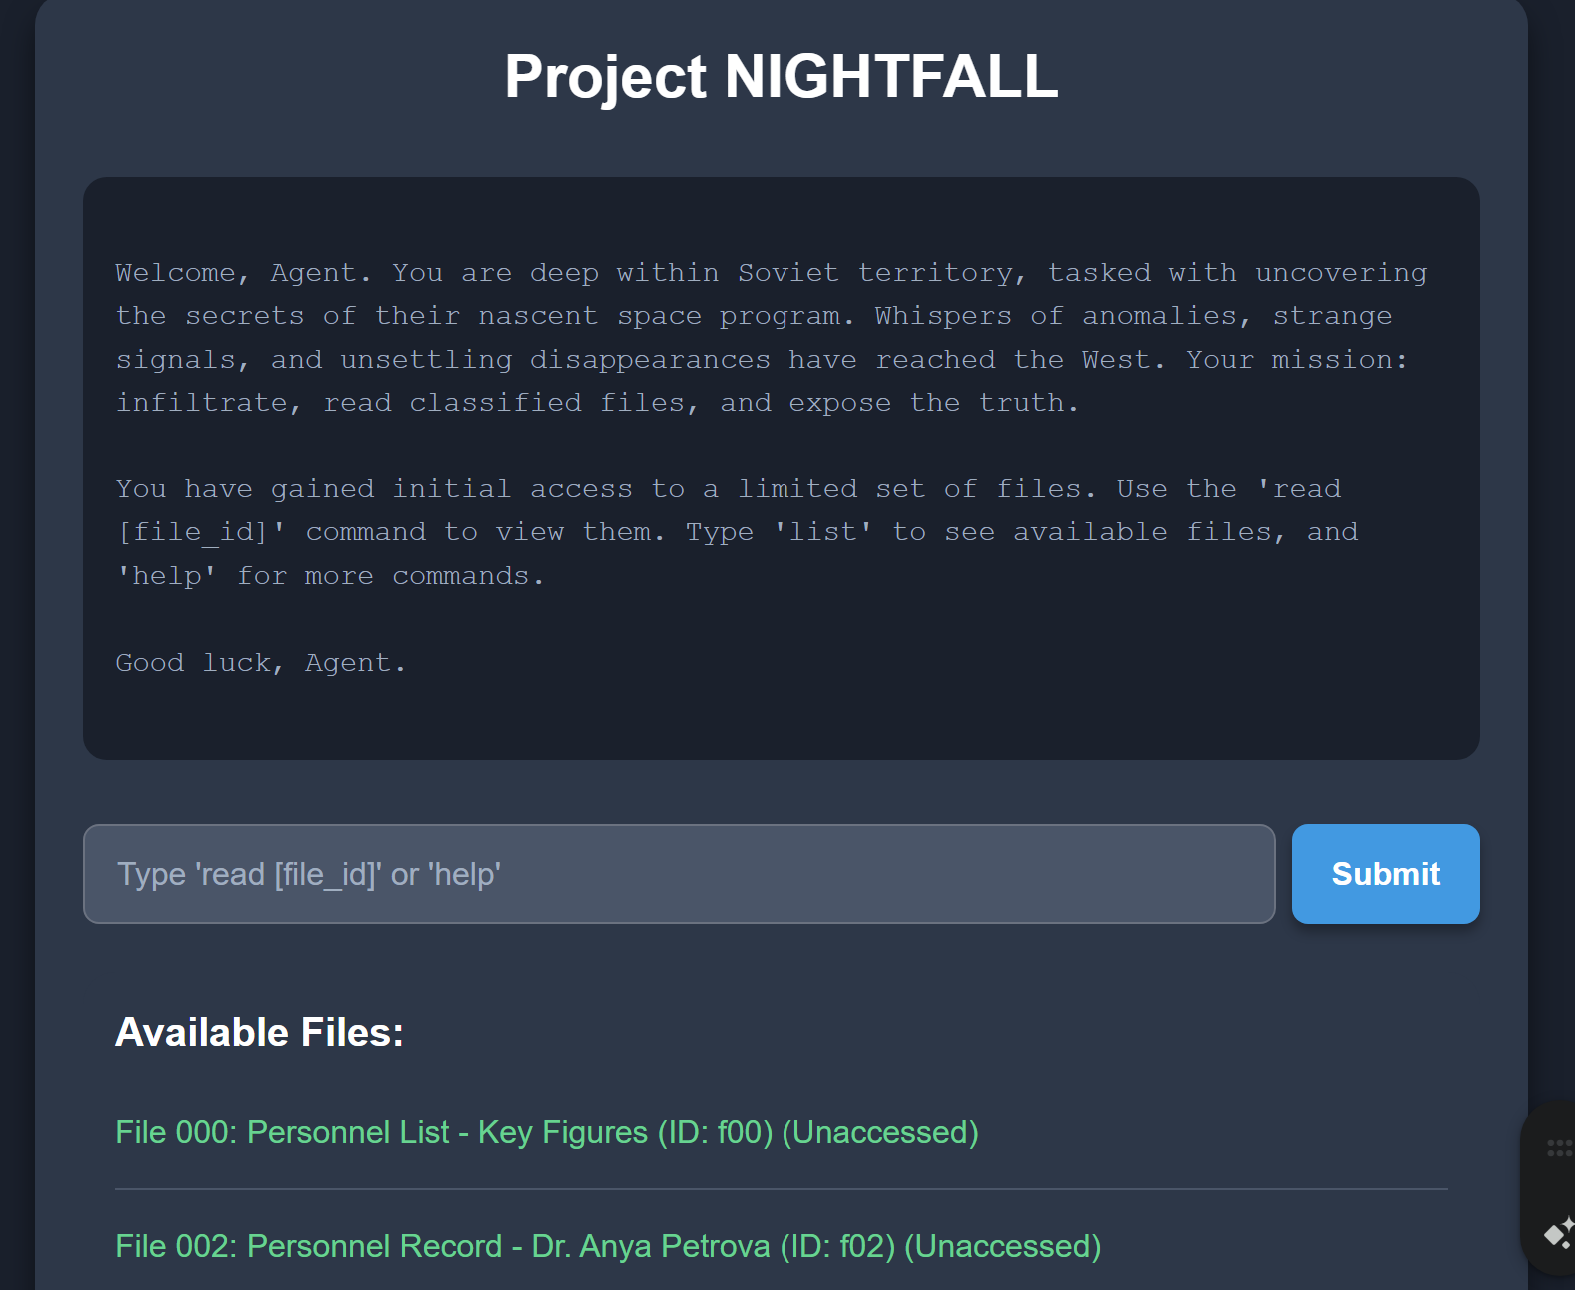 Project NIGHTFALL
Welcome, Agent. You are deep within Soviet territory, tasked with uncovering
the secrets of their nascent space program. Whispers of anomalies, strange
signals, and unsettling disappearances have reached the West. Your mission:
infiltrate, read classified files, and expose the truth.
You have gained initial access to a limited set of files. Use the 'read
[file_id]' command to view them. Type 'list' to see available files, and
'help' for more commands.
Good luck, Agent.
Type 'read [file_id]' or 'help'
Submit
Available Files:
File 000: Personnel List - Key Figures (ID: f00) (Unaccessed)
File 002: Personnel Record - Dr. Anya Petrova (ID: f02) (Unaccessed)